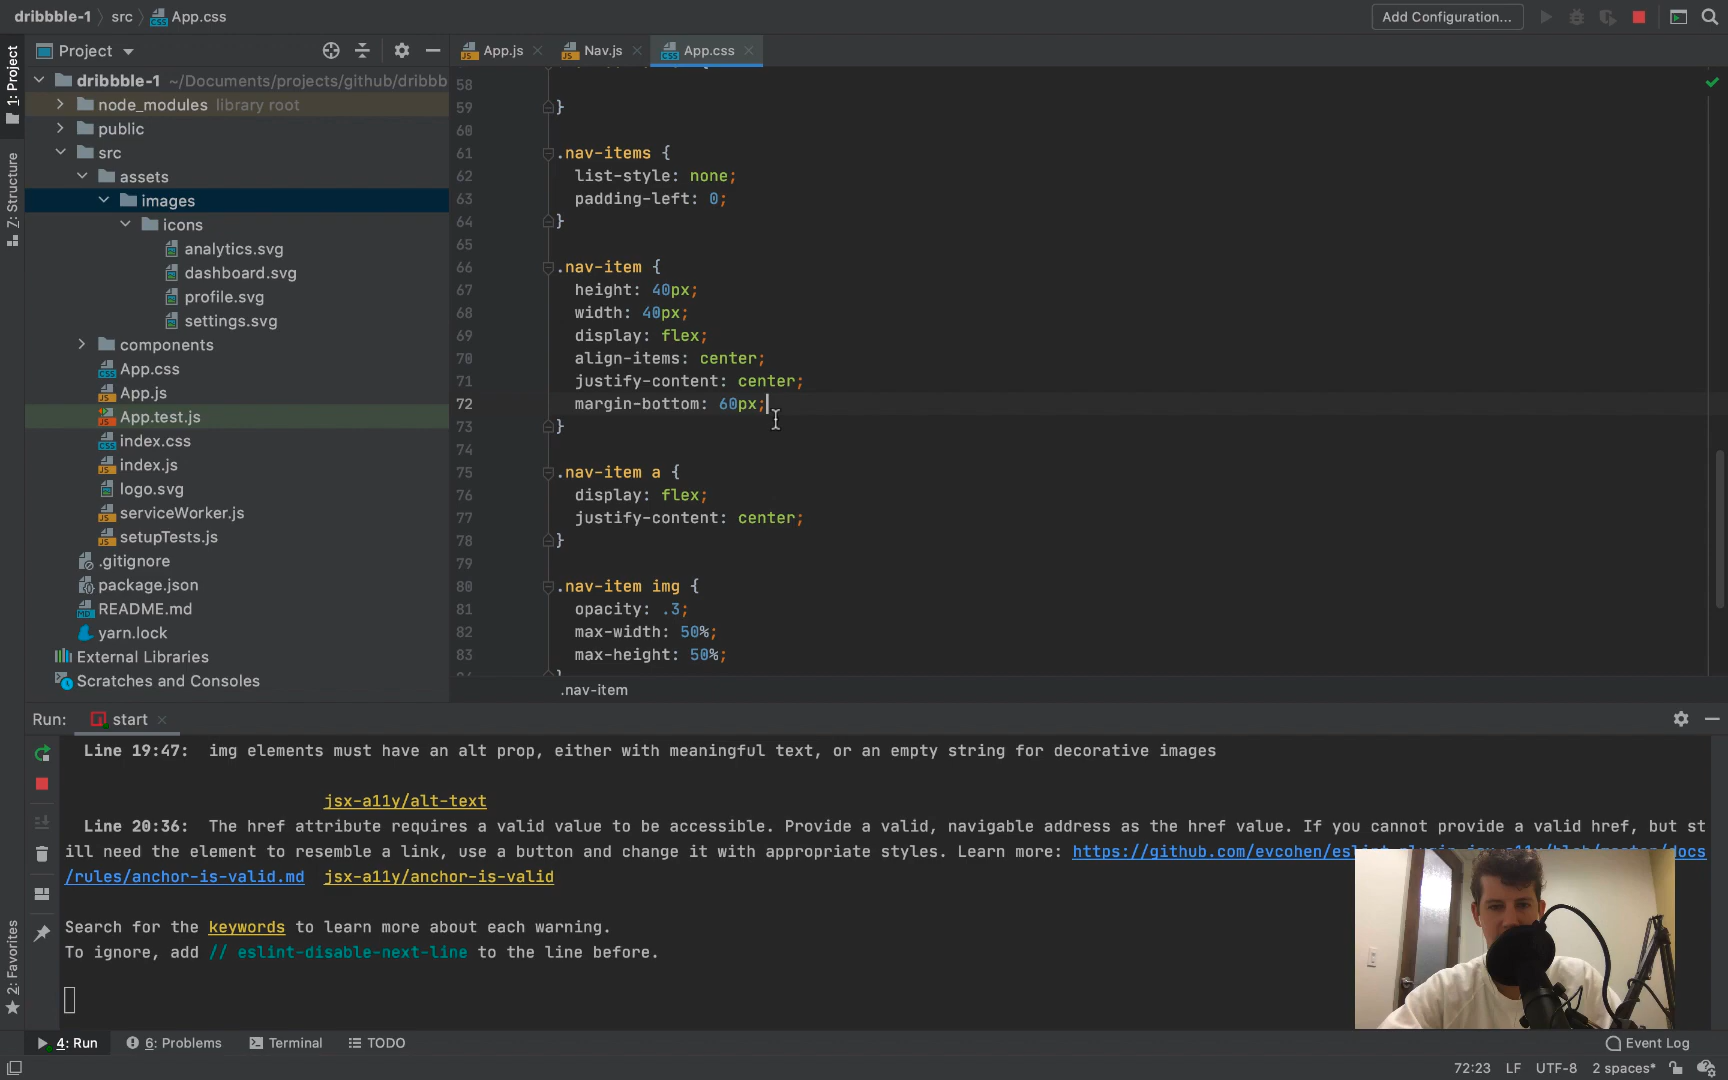 dribbble-1 src App.css Add Configuration...
Project
App.js Nav.js App.css
1: Project
7: Structure
2: Favorites
dribbble-1 ~/Documents/projects/github/dribbb
node_modules library root
public
src
assets
images
icons
analytics.svg
dashboard.svg
profile.svg
settings.svg
components
App.css
App.js
App.test.js
index.css
index.js
logo.svg
serviceWorker.js
setupTests.js
.gitignore
package.json
README.md
yarn.lock
External Libraries
Scratches and Consoles
58
59 }
60
61 .nav-items {
62 list-style: none;
63 padding-left: 0;
64 }
65
66 .nav-item {
67 height: 40px;
68 width: 40px;
69 display: flex;
70 align-items: center;
71 justify-content: center;
72 margin-bottom: 60px;
73 }
74
75 .nav-item a {
76 display: flex;
77 justify-content: center;
78 }
79
80 .nav-item img {
81 opacity: .3;
82 max-width: 50%;
83 max-height: 50%;
.nav-item
Run: start
Line 19:47: img elements must have an alt prop, either with meaningful text, or an empty string for decorative images
jsx-a11y/alt-text
Line 20:36: The href attribute requires a valid value to be accessible. Provide a valid, navigable address as the href value. If you cannot provide a valid href, but st
ill need the element to resemble a link, use a button and change it with appropriate styles. Learn more: https://github.com/evcohen/
/rules/anchor-is-valid.md jsx-a11y/anchor-is-valid
Search for the keywords to learn more about each warning.
To ignore, add // eslint-disable-next-line to the line before.
4: Run 6: Problems Terminal TODO Event Log
72:23 LF UTF-8 2 spaces*